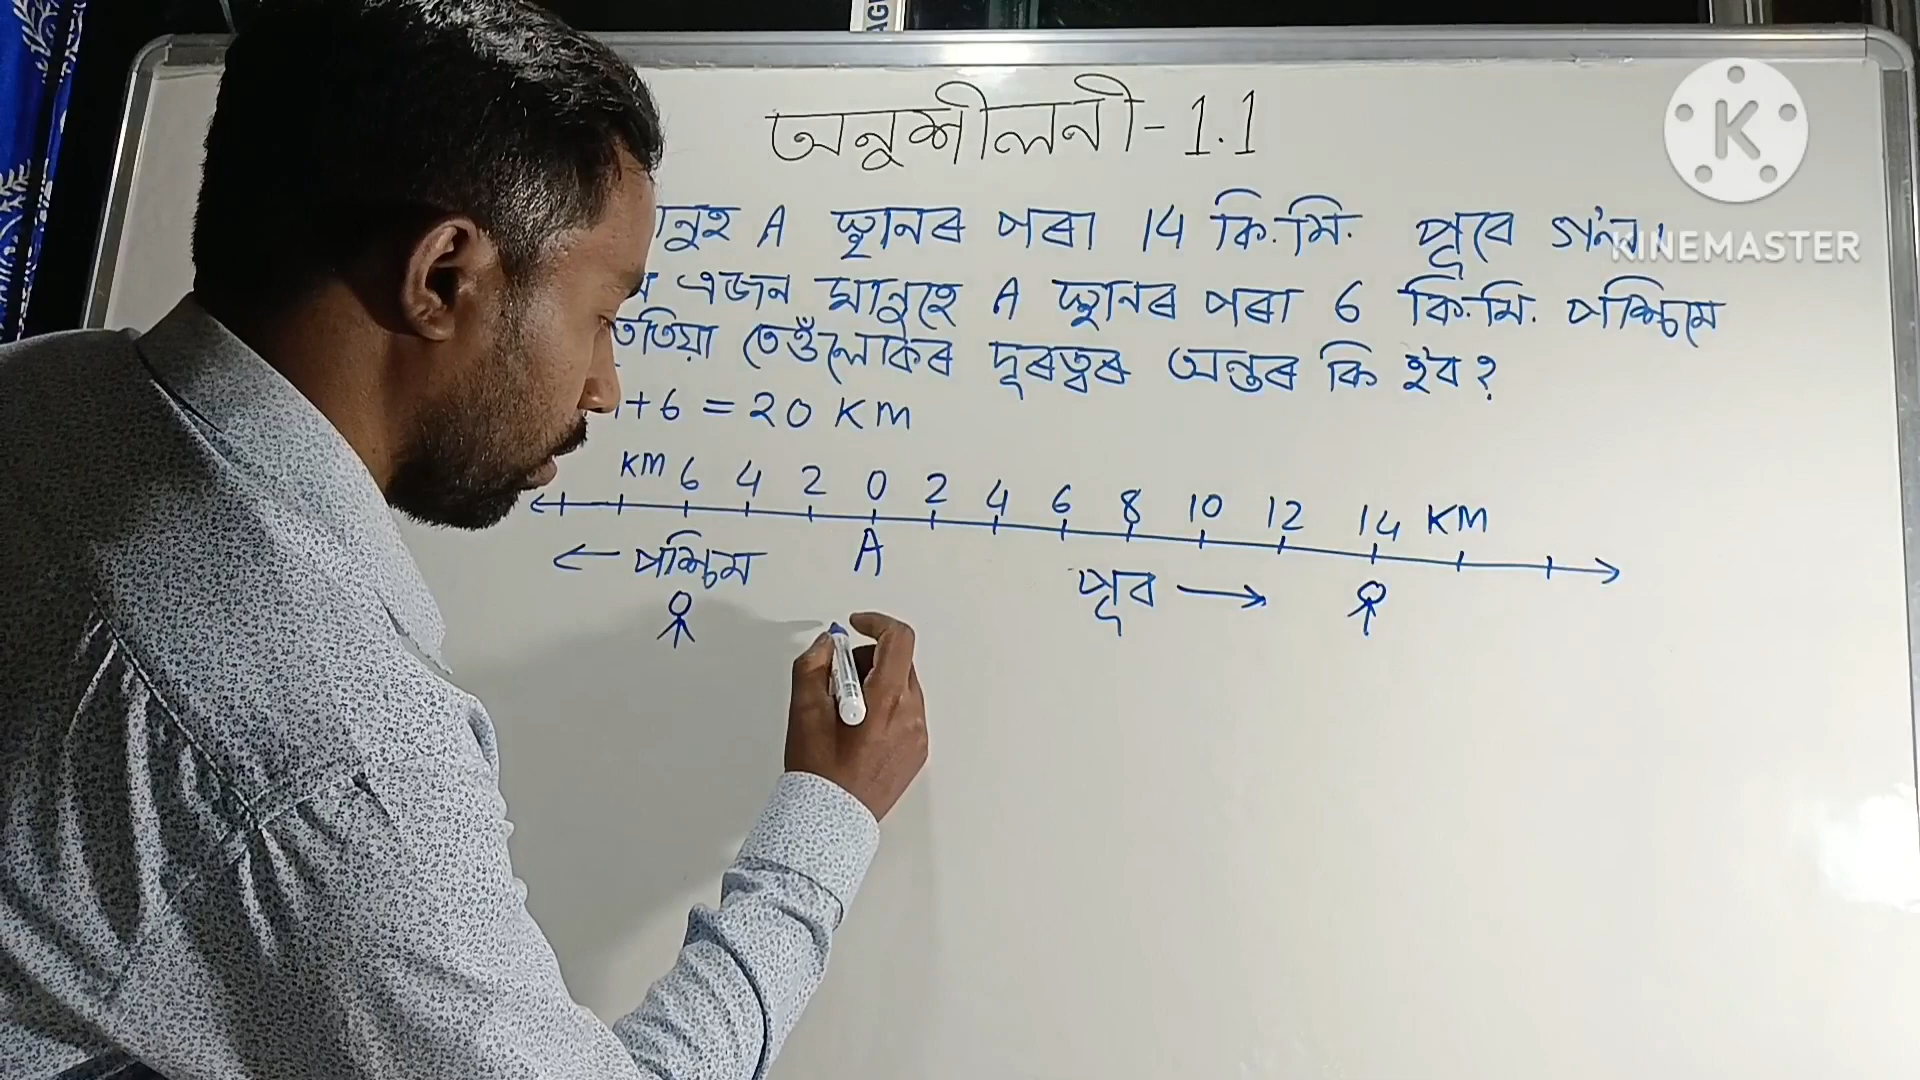 অনুশীলনী-1.1
মানুহ A স্থানৰ পৰা 14 কি.মি. পূবে গ'ল।
এজন মানুহে A স্থানৰ পৰা 6 কি.মি. পশ্চিমে
তেতিয়া তেওঁলোকৰ দূৰত্বৰ অন্তৰ কি হ'ব?
+6 = 20 KM
KM 6 4 2 0 2 4 6 8 10 12 14 KM
← পশ্চিম A পূব →
K
KINEMASTER